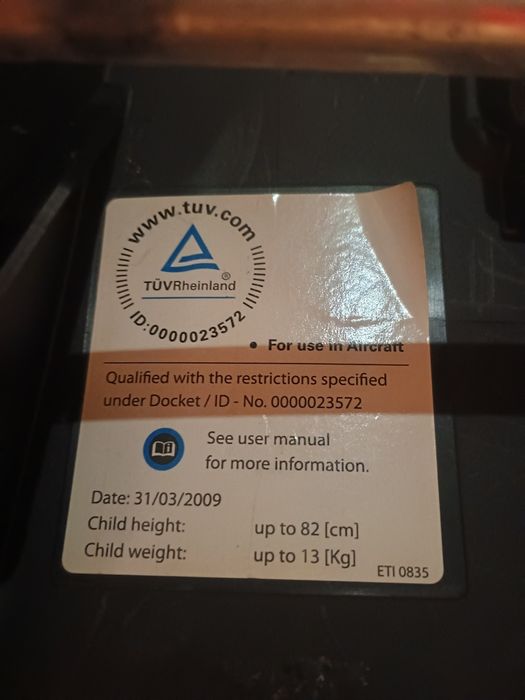 www.tuv.com
®
TÜVRheinland
ID:0000023572
• For use in Aircraft
Qualified with the restrictions specified
under Docket / ID - No. 0000023572
See user manual
for more information.
Date: 31/03/2009
Child height: up to 82 [cm]
Child weight: up to 13 [Kg]
ETI 0835